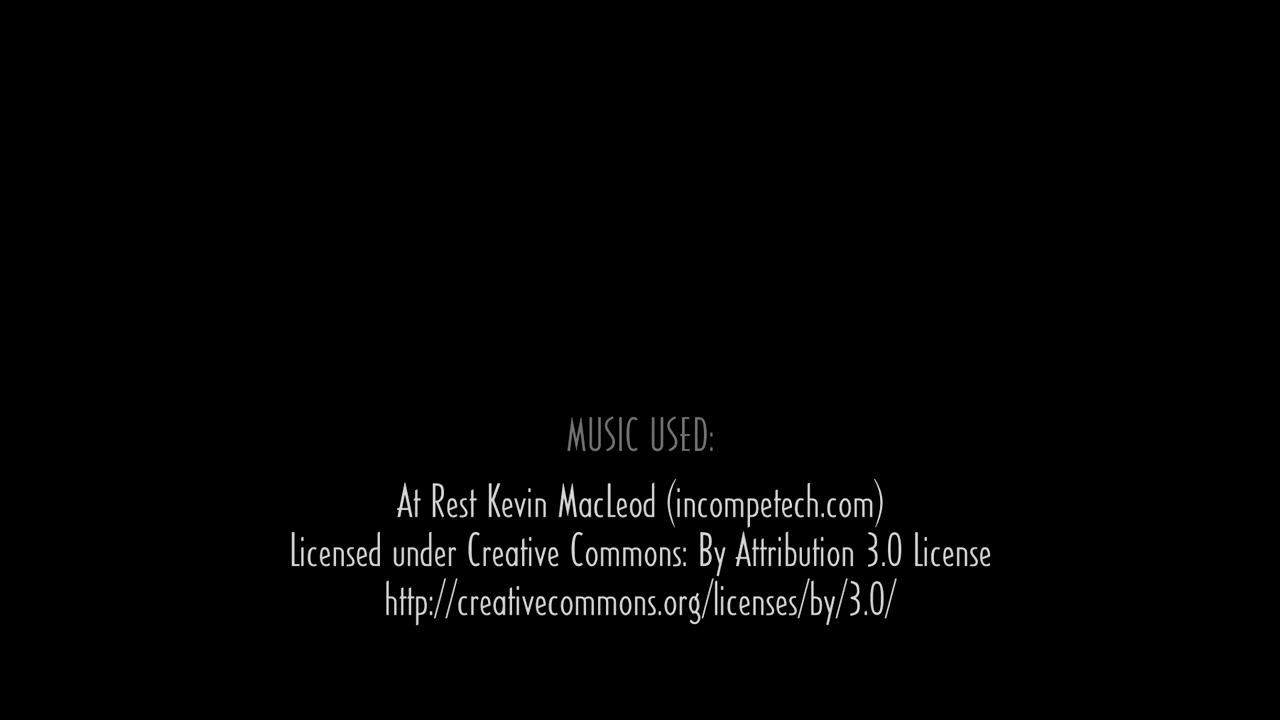 MUSIC USED:
At Rest Kevin MacLeod (incompetech.com)
Licensed under Creative Commons: By Attribution 3.0 License
http://creativecommons.org/licenses/by/3.0/